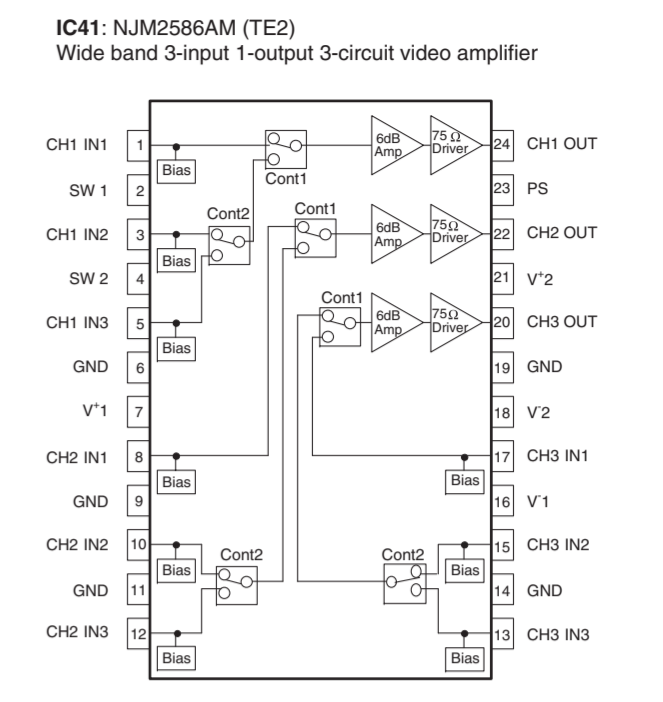 IC41: NJM2586AM (TE2)
Wide band 3-input 1-output 3-circuit video amplifier
CH1 IN1 1 Bias Cont1 6dB Amp 75 Ω Driver 24 CH1 OUT
SW 1 2 23 PS
CH1 IN2 3 Bias Cont2 Cont1 6dB Amp 75Ω Driver 22 CH2 OUT
SW 2 4 21 V+2
CH1 IN3 5 Bias Cont1 6dB Amp 75Ω Driver 20 CH3 OUT
GND 6 19 GND
V+1 7 18 V-2
CH2 IN1 8 Bias Bias 17 CH3 IN1
GND 9 16 V-1
CH2 IN2 10 Bias Cont2 Cont2 Bias 15 CH3 IN2
GND 11 14 GND
CH2 IN3 12 Bias Bias 13 CH3 IN3